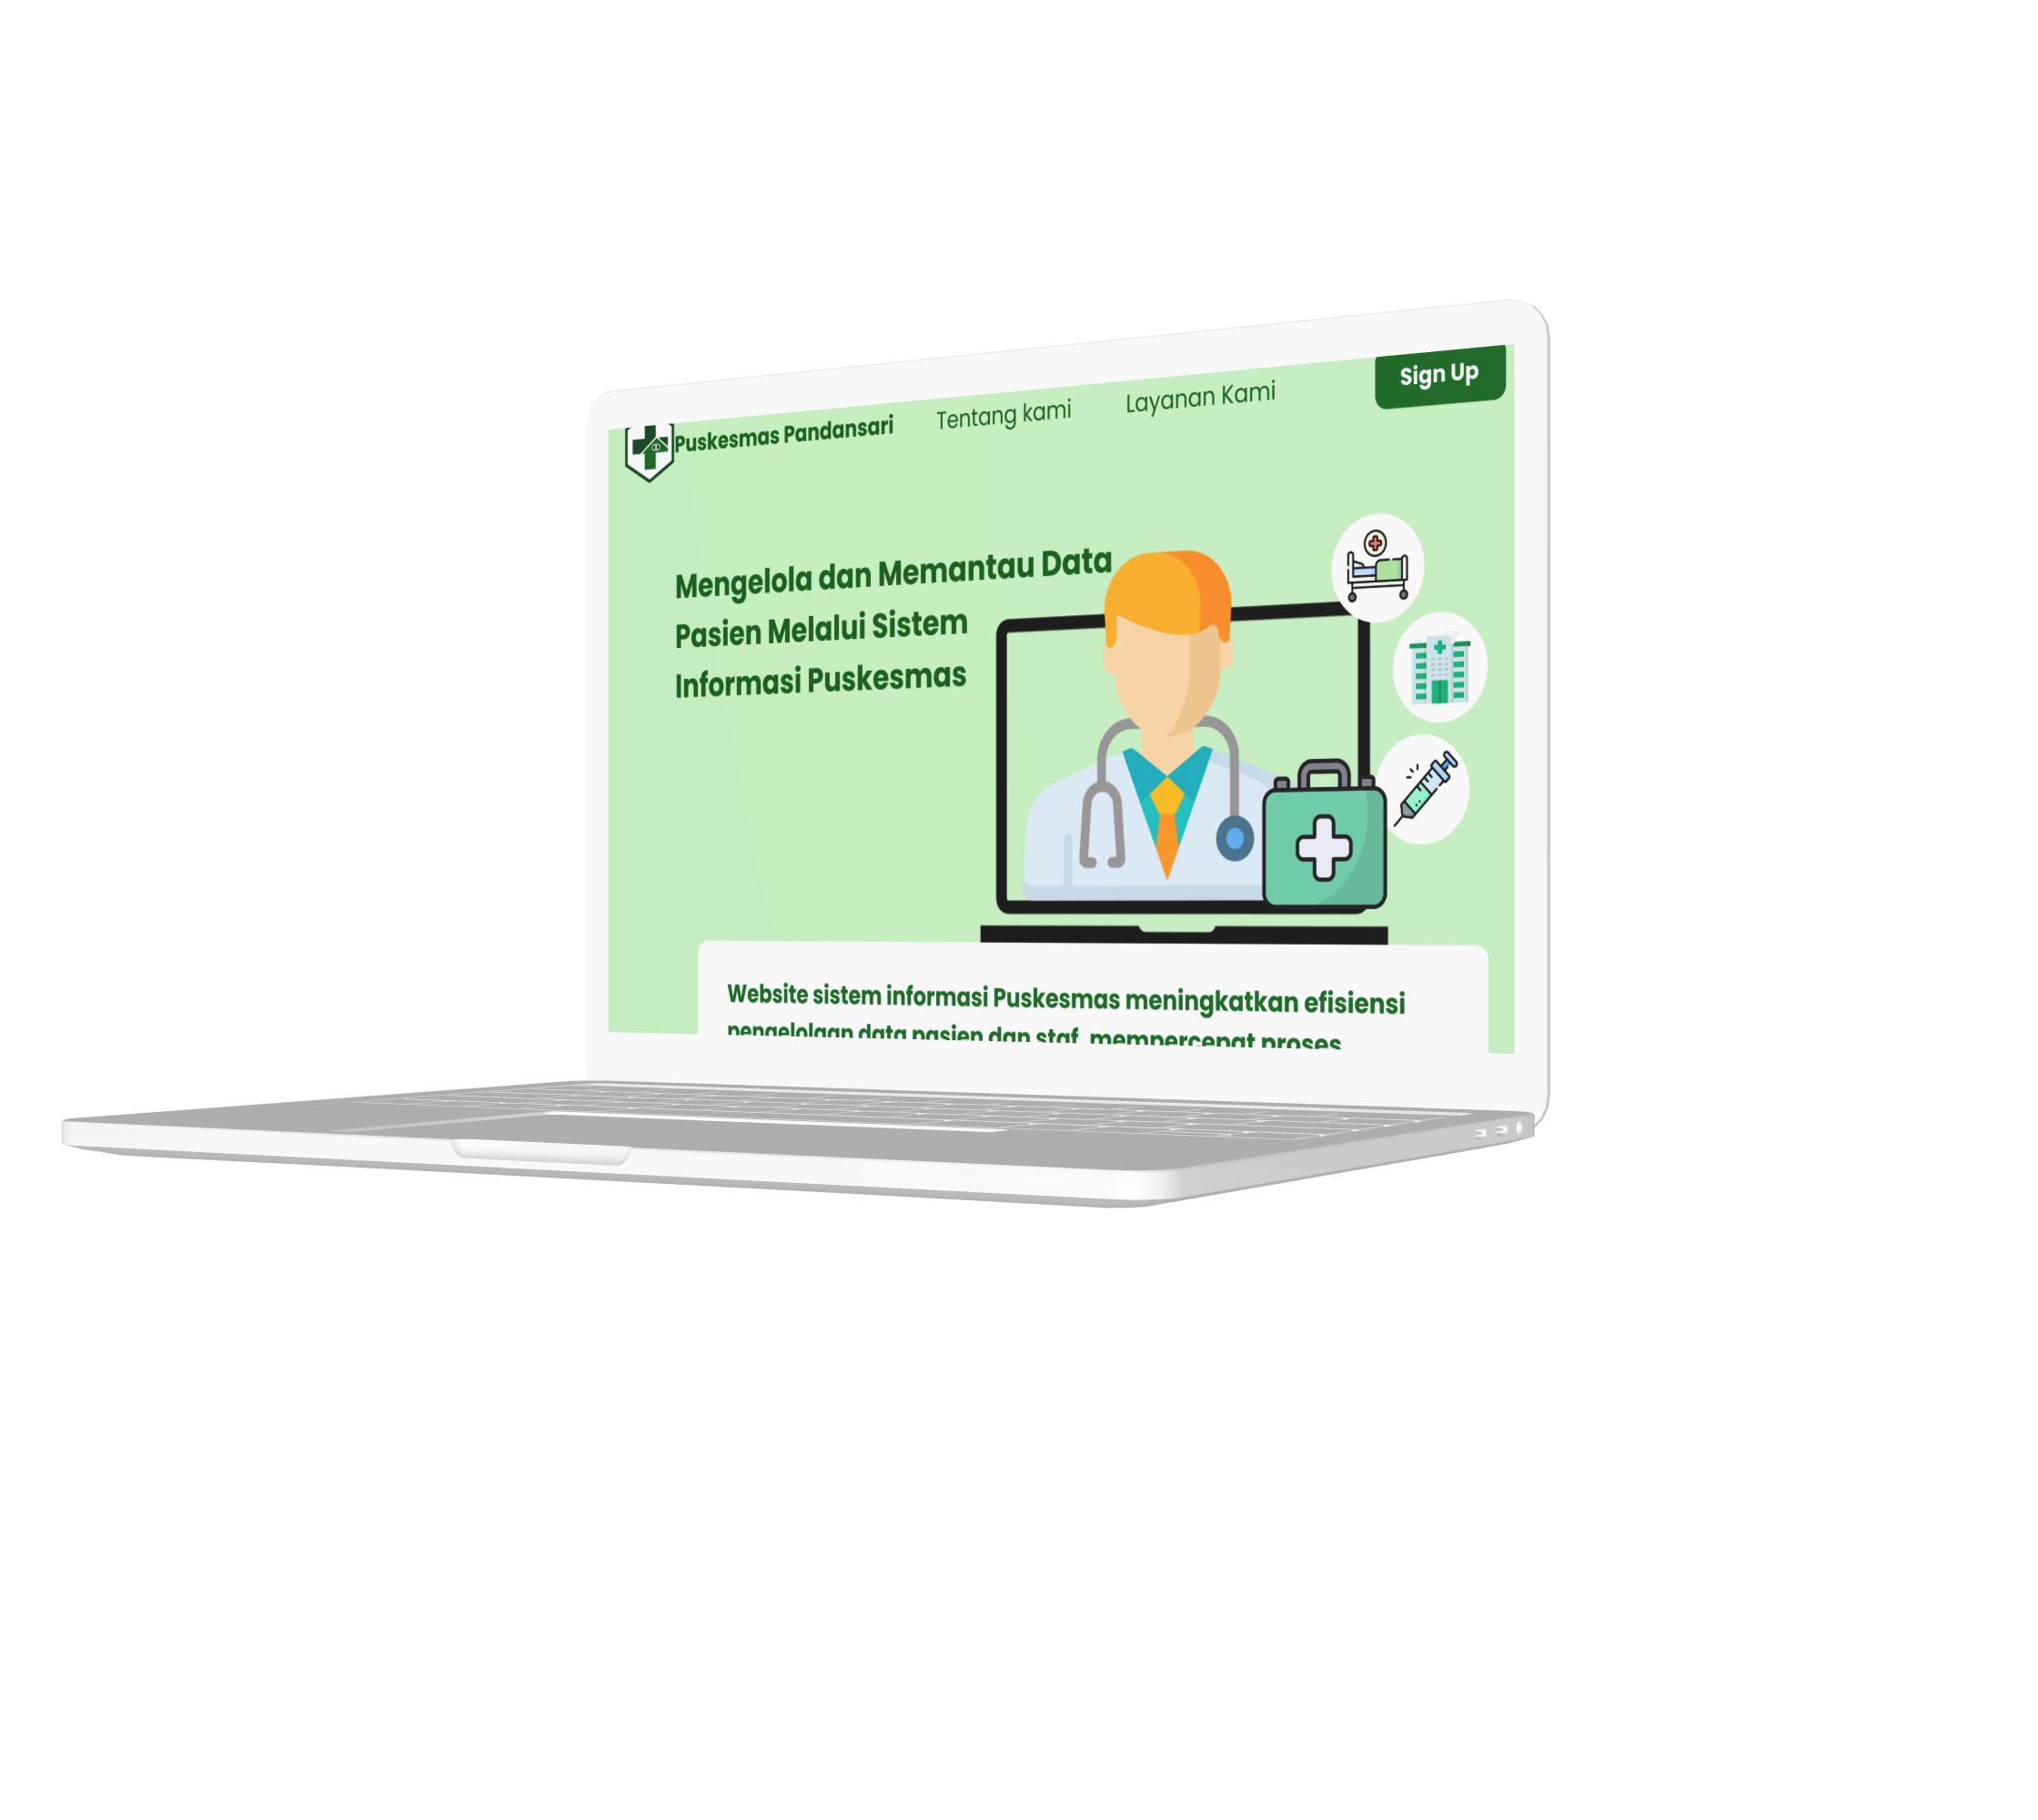 Puskesmas Pandansari
Tentang kami
Layanan Kami
Sign Up
Mengelola dan Memantau Data
Pasien Melalui Sistem
Informasi Puskesmas
Website sistem informasi Puskesmas meningkatkan efisiensi
pengelolaan data pasien dan staf, mempercepat proses